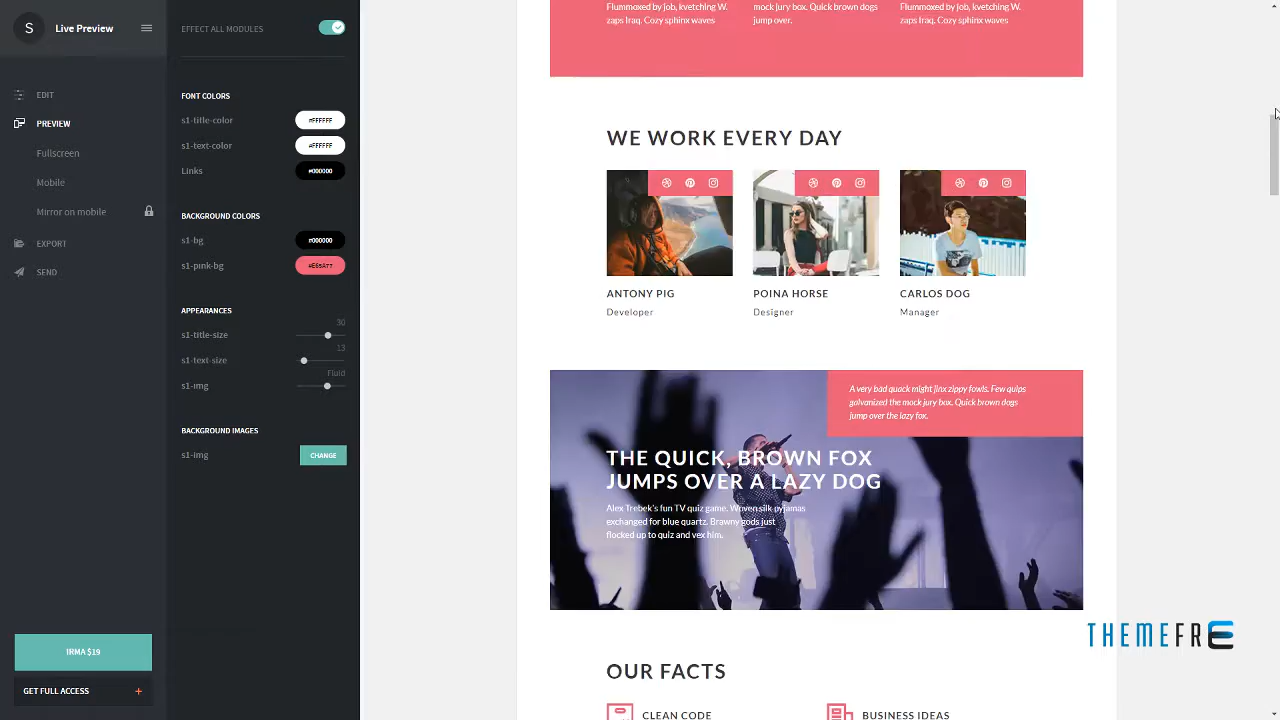 S
Live Preview
EDIT
PREVIEW
Fullscreen
Mobile
Mirror on mobile
EXPORT
SEND
IRMA $19
GET FULL ACCESS +
EFFECT ALL MODULES
FONT COLORS
s1-title-color #FFFFFF
s1-text-color #FFFFFF
Links #000000
BACKGROUND COLORS
s1-bg #000000
s1-pink-bg
APPEARANCES
30
s1-title-size
13
s1-text-size
Fluid
s1-img
BACKGROUND IMAGES
s1-img CHANGE
Flummoxed by job, kvetching W.
zaps Iraq. Cozy sphinx waves
mock jury box. Quick brown dogs
jump over.
Flummoxed by job, kvetching W.
zaps Iraq. Cozy sphinx waves
WE WORK EVERY DAY
ANTONY PIG
Developer
POINA HORSE
Designer
CARLOS DOG
Manager
A very bad quack might jinx zippy fowls. Few quips
galvanized the mock jury box. Quick brown dogs
jump over the lazy fox.
THE QUICK, BROWN FOX
JUMPS OVER A LAZY DOG
Alex Trebek's fun TV quiz game. Woven silk pyjamas
exchanged for blue quartz. Brawny gods just
flocked up to quiz and vex him.
THEMEFRE
OUR FACTS
CLEAN CODE
BUSINESS IDEAS